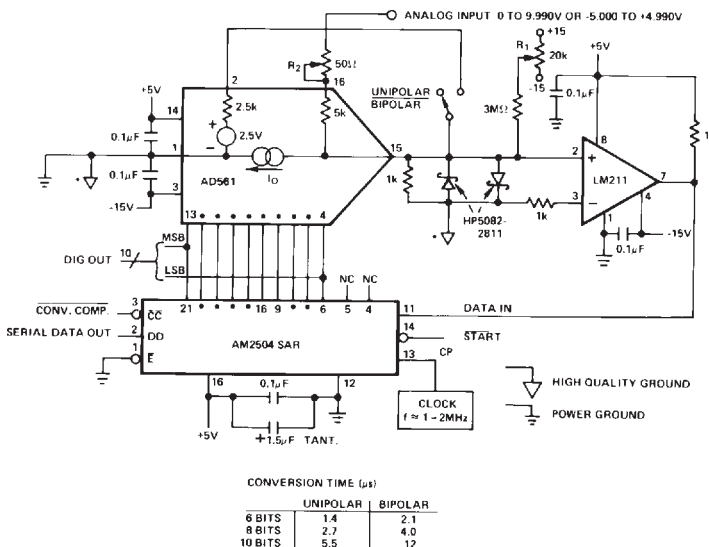 ANALOG INPUT 0 TO 9.990V OR -5.000 TO +4.990V
+15
R1
20k
-15
+5V
0.1μF
R2
50Ω
16
2
UNIPOLAR
BIPOLAR
+5V
14
0.1μF
1
0.1μF
3
-15V
2.5k
+
2.5V
−
5k
IO
AD561
15
3MΩ
1k
HP5082-
2811
1k
2
+
3
−
8
LM211
7
1
4
-15V
0.1μF
1
13
4
MSB
10
DIG OUT
LSB
NC
NC
21
16
9
6
5
4
3
CONV. COMP.
CC
SERIAL DATA OUT
2
DD
1
E
AM2504 SAR
11
DATA IN
14
START
13
CP
16
12
0.1μF
+5V
+1.5μF TANT.
CLOCK
f ≈ 1 – 2MHz
HIGH QUALITY GROUND
POWER GROUND
CONVERSION TIME (μs)
UNIPOLAR BIPOLAR
6 BITS 1.4 2.1
8 BITS 2.7 4.0
10 BITS 5.5 12